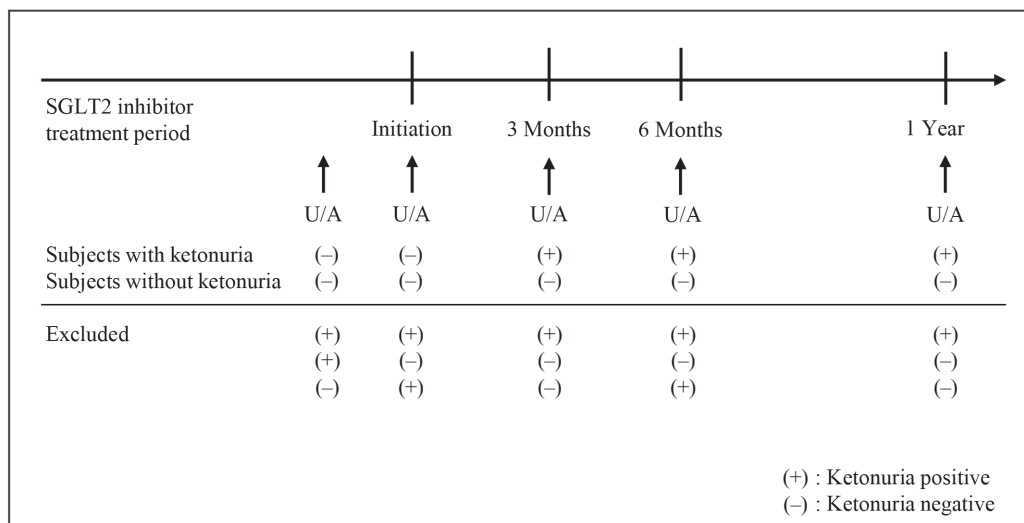 SGLT2 inhibitor
treatment period
Initiation 3 Months 6 Months 1 Year
U/A U/A U/A U/A U/A
Subjects with ketonuria (–) (–) (+) (+) (+)
Subjects without ketonuria (–) (–) (–) (–) (–)
Excluded (+) (+) (+) (+) (+)
(+) (–) (–) (–) (–)
(–) (+) (–) (+) (–)
(+) : Ketonuria positive
(–) : Ketonuria negative